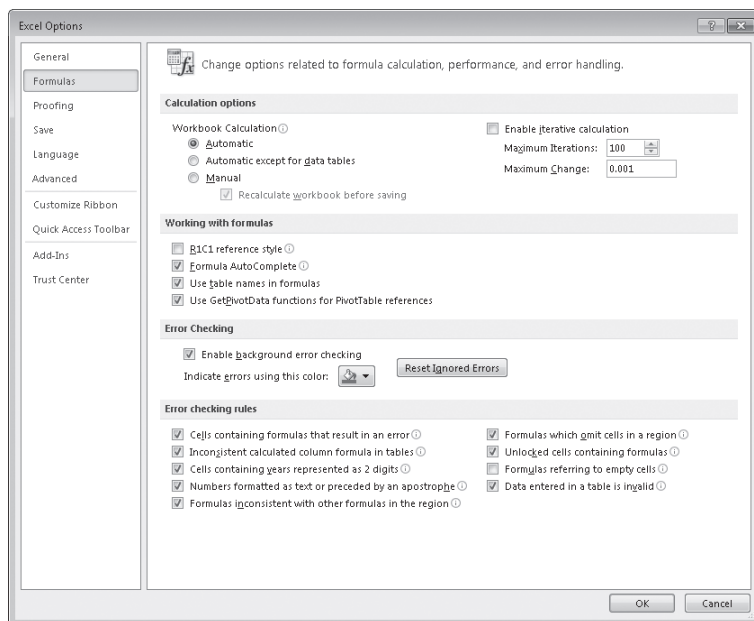 Excel Options
General
Formulas
Proofing
Save
Language
Advanced
Customize Ribbon
Quick Access Toolbar
Add-Ins
Trust Center
Change options related to formula calculation, performance, and error handling.
Calculation options
Workbook Calculation
Automatic
Automatic except for data tables
Manual
Recalculate workbook before saving
Enable iterative calculation
Maximum Iterations: 100
Maximum Change: 0.001
Working with formulas
R1C1 reference style
Formula AutoComplete
Use table names in formulas
Use GetPivotData functions for PivotTable references
Error Checking
Enable background error checking
Indicate errors using this color:
Reset Ignored Errors
Error checking rules
Cells containing formulas that result in an error
Inconsistent calculated column formula in tables
Cells containing years represented as 2 digits
Numbers formatted as text or preceded by an apostrophe
Formulas inconsistent with other formulas in the region
Formulas which omit cells in a region
Unlocked cells containing formulas
Formulas referring to empty cells
Data entered in a table is invalid
OK
Cancel